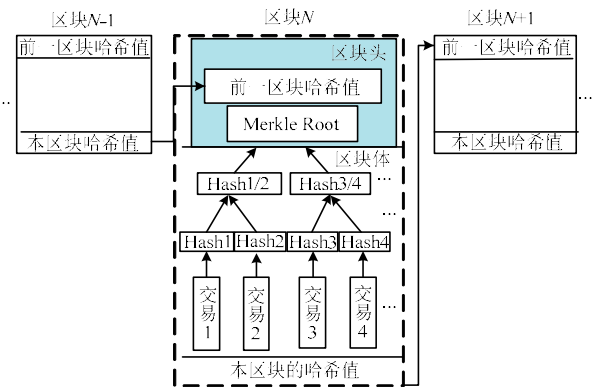 区块N-1
区块N
区块N+1
前一区块哈希值
本区块哈希值
..
区块头
前一区块哈希值
Merkle Root
区块体
Hash1/2
Hash3/4
...
...
Hash1
Hash2
Hash3
Hash4
交易1
交易2
交易3
交易4
...
本区块的哈希值
前一区块哈希值
本区块哈希值
...